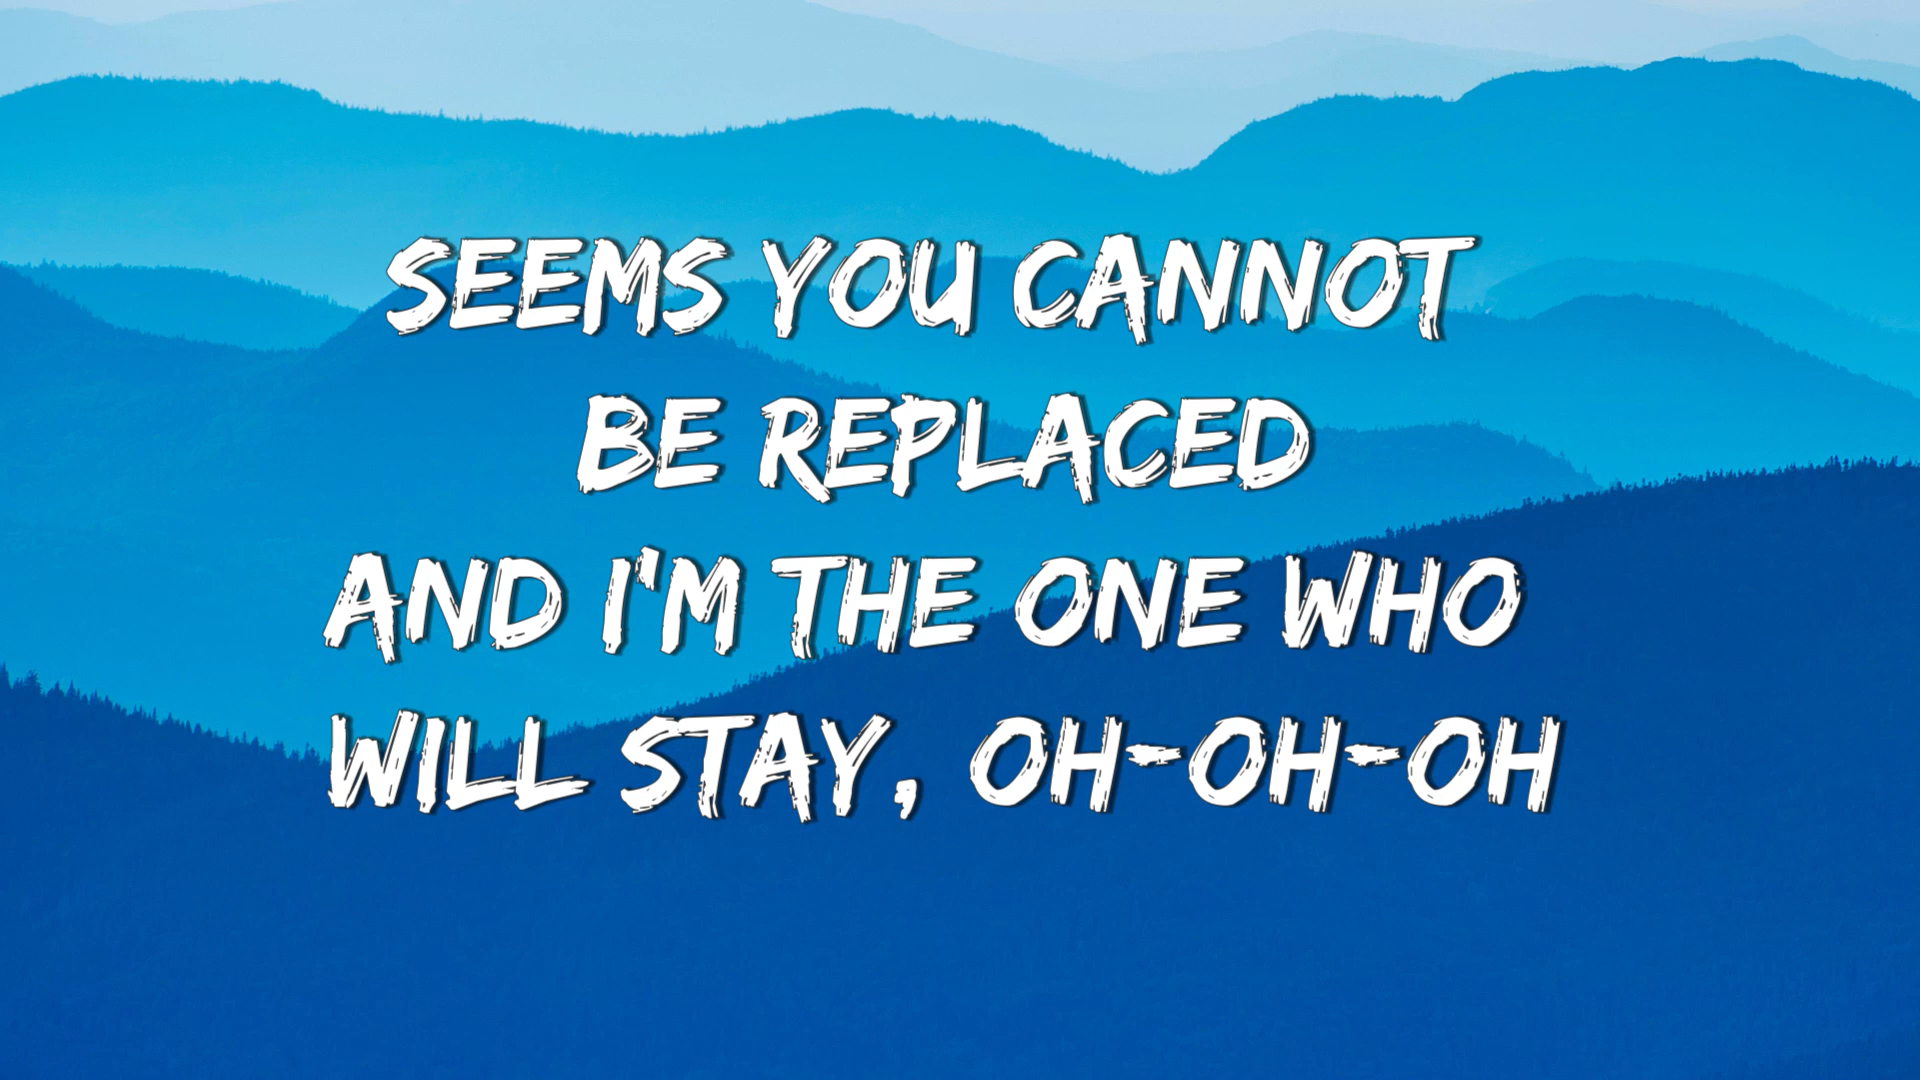 SEEMS YOU CANNOT
BE REPLACED
AND I'M THE ONE WHO
WILL STAY, OH-OH-OH